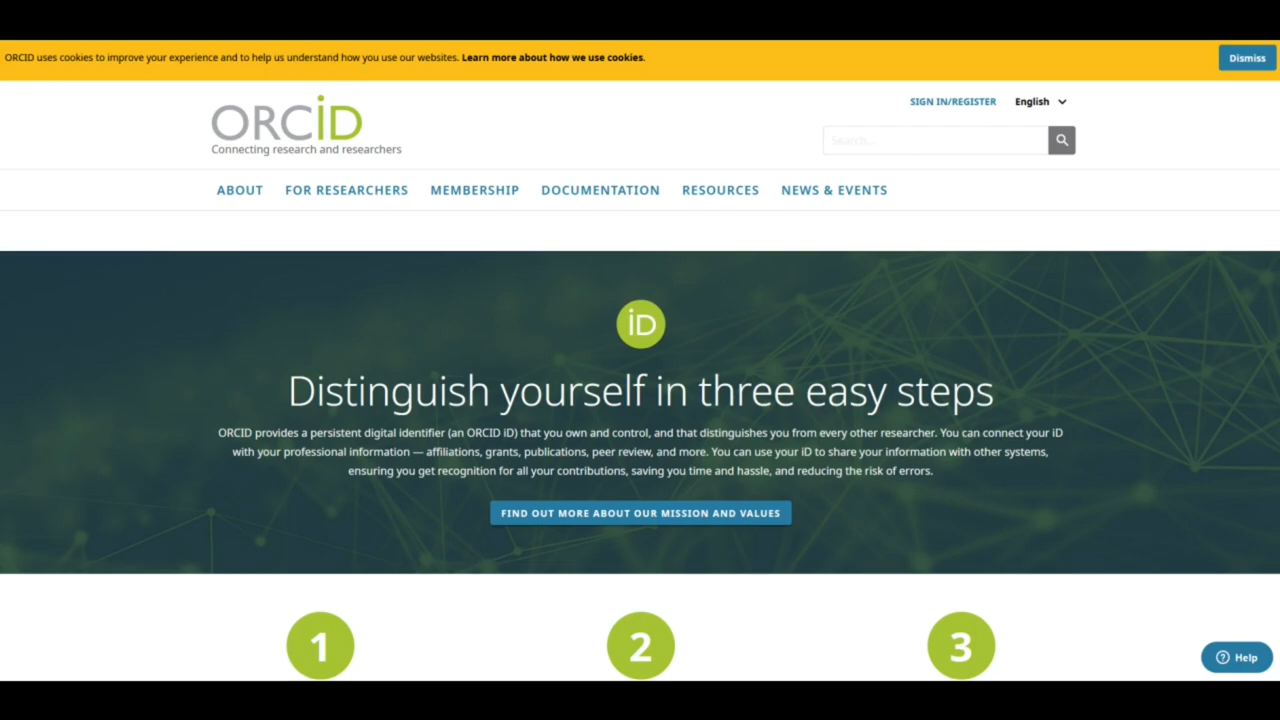 ORCID uses cookies to improve your experience and to help us understand how you use our websites. Learn more about how we use cookies.
Dismiss
ORCiD
Connecting research and researchers
SIGN IN/REGISTER
English
Search...
ABOUT
FOR RESEARCHERS
MEMBERSHIP
DOCUMENTATION
RESOURCES
NEWS & EVENTS
iD
Distinguish yourself in three easy steps
ORCID provides a persistent digital identifier (an ORCID iD) that you own and control, and that distinguishes you from every other researcher. You can connect your iD
with your professional information — affiliations, grants, publications, peer review, and more. You can use your iD to share your information with other systems,
ensuring you get recognition for all your contributions, saving you time and hassle, and reducing the risk of errors.
FIND OUT MORE ABOUT OUR MISSION AND VALUES
1
2
3
Help